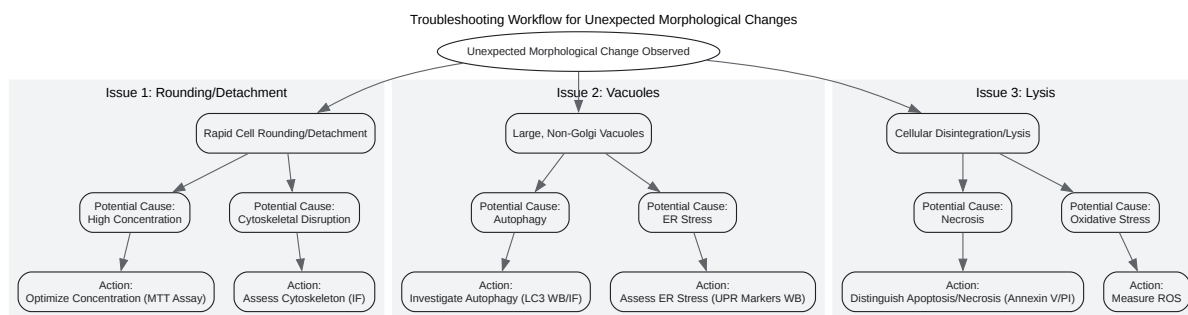 Troubleshooting Workflow for Unexpected Morphological Changes
Unexpected Morphological Change Observed
Issue 1: Rounding/Detachment
Issue 2: Vacuoles
Issue 3: Lysis
Rapid Cell Rounding/Detachment
Large, Non-Golgi Vacuoles
Cellular Disintegration/Lysis
Potential Cause:
High Concentration
Potential Cause:
Cytoskeletal Disruption
Potential Cause:
Autophagy
Potential Cause:
ER Stress
Potential Cause:
Necrosis
Potential Cause:
Oxidative Stress
Action:
Optimize Concentration (MTT Assay)
Action:
Assess Cytoskeleton (IF)
Action:
Investigate Autophagy (LC3 WB/IF)
Action:
Assess ER Stress (UPR Markers WB)
Action:
Distinguish Apoptosis/Necrosis (Annexin V/PI)
Action:
Measure ROS